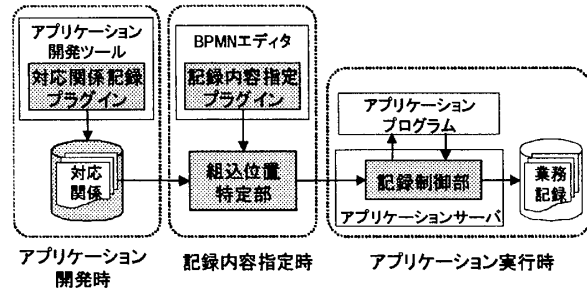 アプリケーション
開発ツール
対応関係記録
プラグイン
対応
関係
アプリケーション
開発時
BPMNエディタ
記録内容指定
プラグイン
組込位置
特定部
記録内容指定時
アプリケーション
プログラム
記録制御部
アプリケーションサーバ
業務
記録
アプリケーション実行時